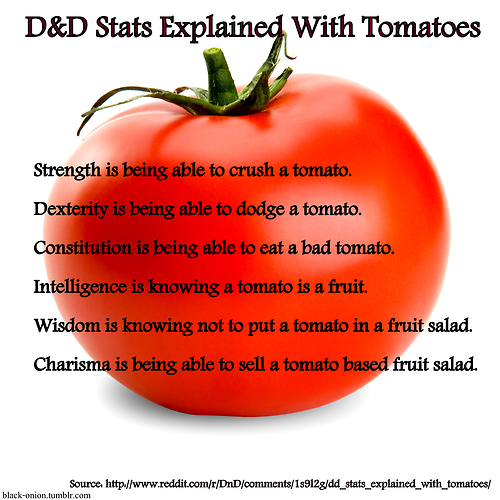 D&D Stats Explained With Tomatoes
Strength is being able to crush a tomato.
Dexterity is being able to dodge a tomato.
Constitution is being able to eat a bad tomato.
Intelligence is knowing a tomato is a fruit.
Wisdom is knowing not to put a tomato in a fruit salad.
Charisma is being able to sell a tomato based fruit salad.
Source. http://www.reddit.com/r/DnD/comments/1s9l2g/dd_stats_explained_with_tomatoes/
black-onion.tumblr.com